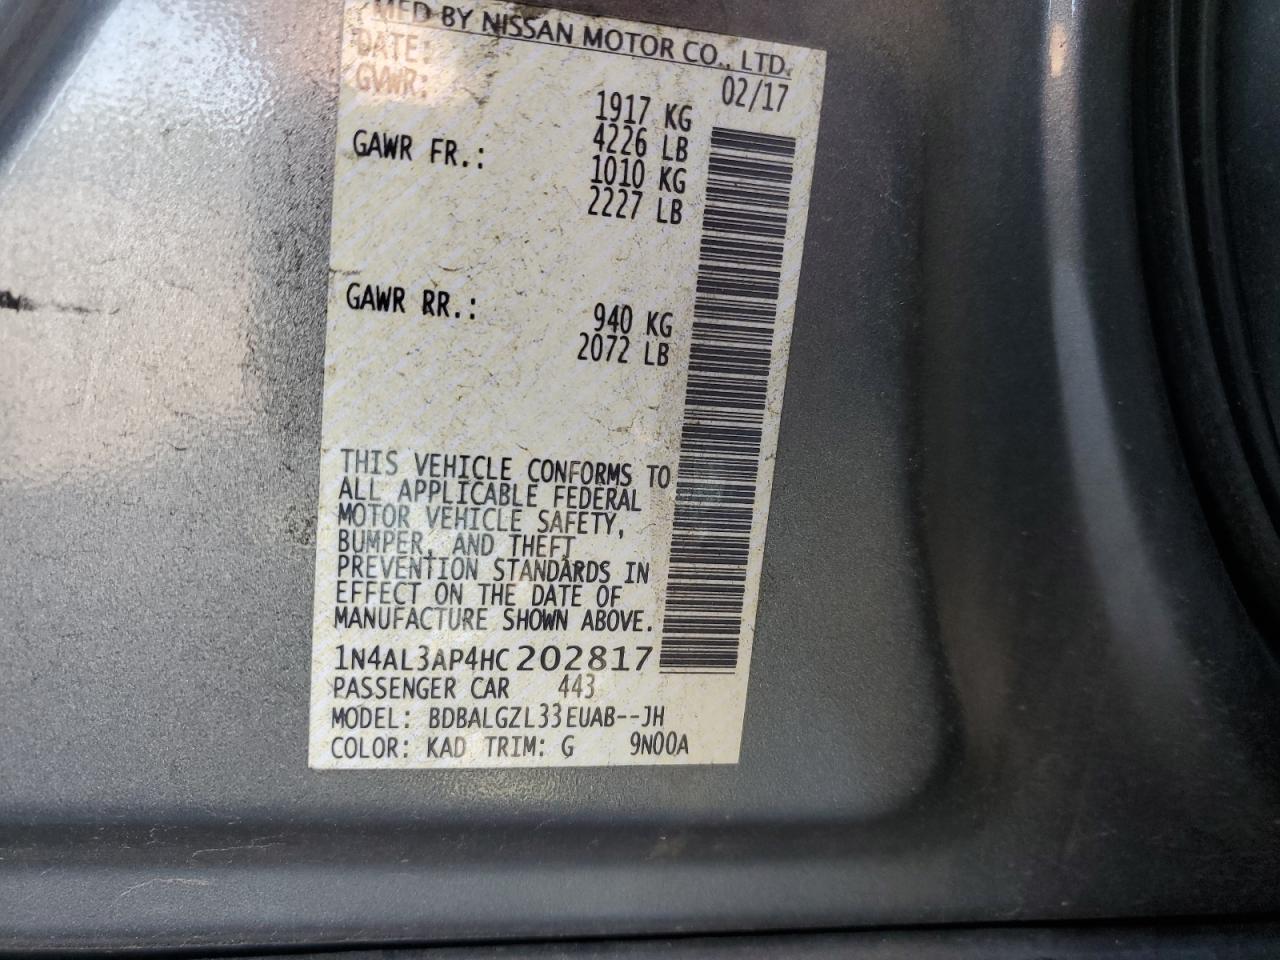 MFD BY NISSAN MOTOR CO., LTD.
DATE: 02/17
GVWR: 1917 KG
4226 LB
GAWR FR.: 1010 KG
2227 LB
GAWR RR.: 940 KG
2072 LB
THIS VEHICLE CONFORMS TO
ALL APPLICABLE FEDERAL
MOTOR VEHICLE SAFETY,
BUMPER, AND THEFT
PREVENTION STANDARDS IN
EFFECT ON THE DATE OF
MANUFACTURE SHOWN ABOVE.
1N4AL3AP4HC202817
PASSENGER CAR 443
MODEL: BDBALGZL33EUAB--JH
COLOR: KAD TRIM: G 9N00A